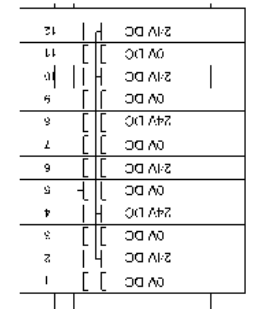 0V DC 1
24V DC 2
0V DC 3
24V DC 4
0V DC 5
24V DC 6
0V DC 7
24V DC 8
0V DC 9
24V DC 10
0V DC 11
24V DC 12